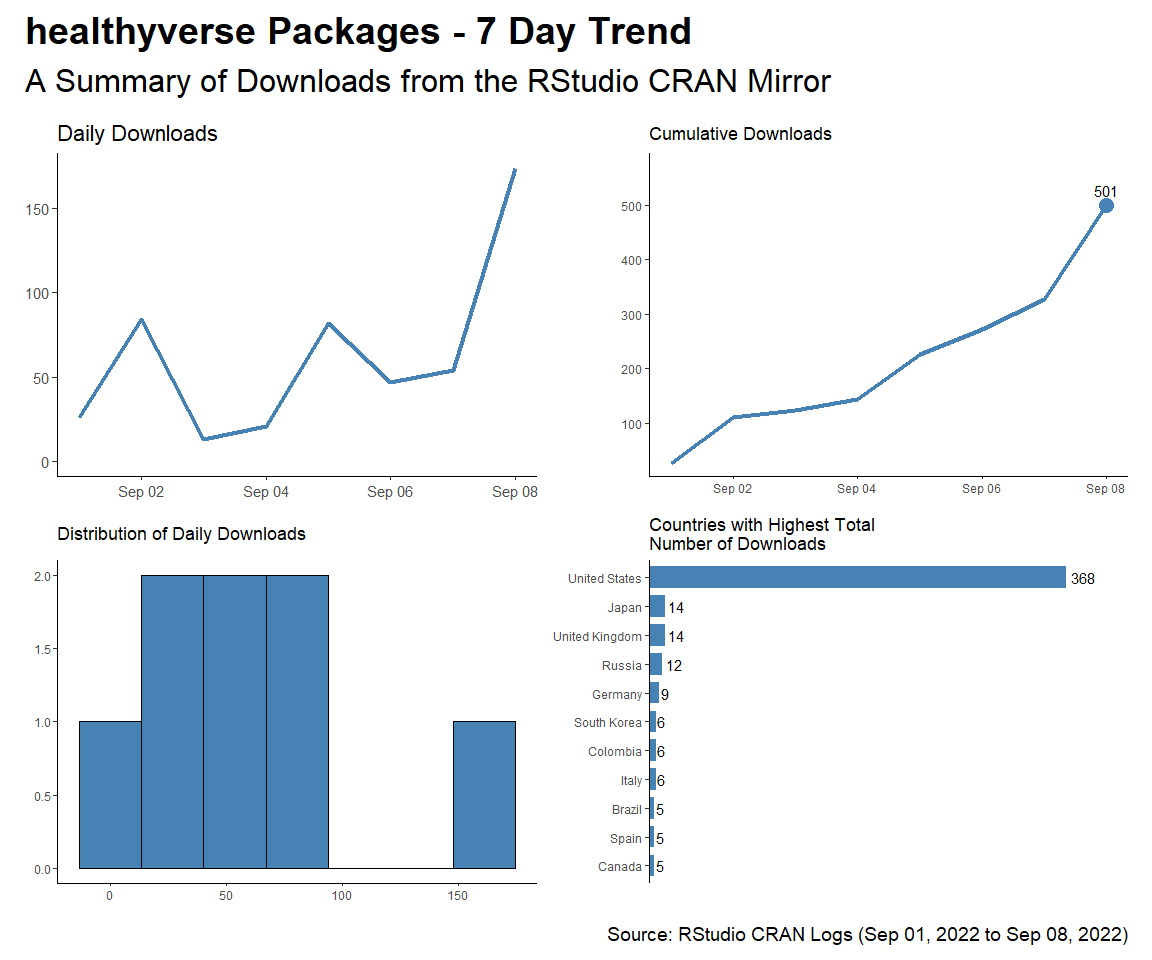 healthyverse Packages - 7 Day Trend
A Summary of Downloads from the RStudio CRAN Mirror
Daily Downloads
150
100
50
0
Sep 02 Sep 04 Sep 06 Sep 08
Cumulative Downloads
501
500
400
300
200
100
Sep 02 Sep 04 Sep 06 Sep 08
Distribution of Daily Downloads
2.0
1.5
1.0
0.5
0.0
0 50 100 150
Countries with Highest Total
Number of Downloads
United States 368
Japan 14
United Kingdom 14
Russia 12
Germany 9
South Korea 6
Colombia 6
Italy 6
Brazil 5
Spain 5
Canada 5
Source: RStudio CRAN Logs (Sep 01, 2022 to Sep 08, 2022)